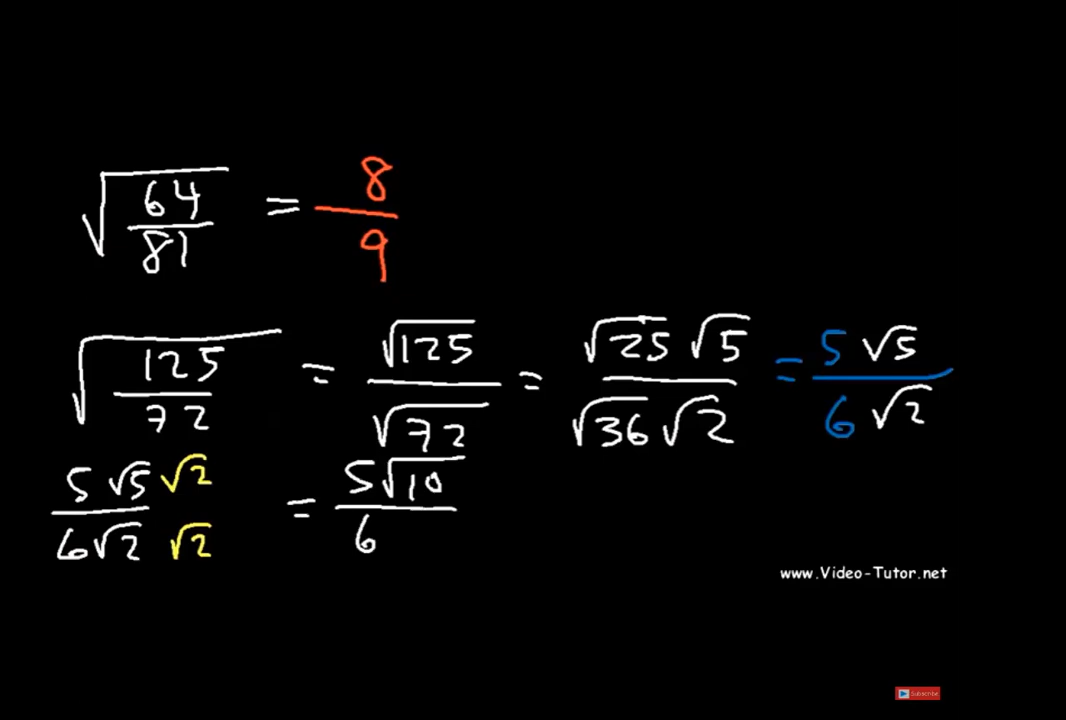 √(64/81) = 8/9
√(125/72) = √125/√72 = √25 √5/√36 √2 = 5 √5/6 √2
5 √5 √2/6 √2 √2 = 5√10/6
www.Video-Tutor.net
Subscribe